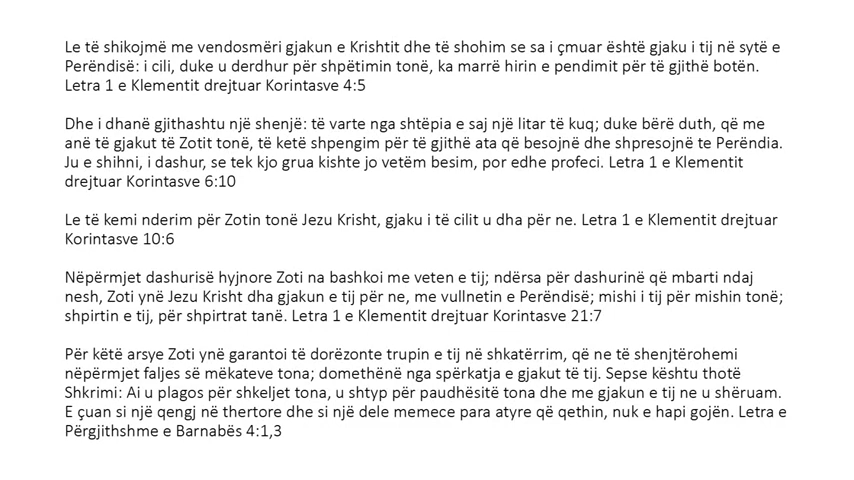 Le të shikojmë me vendosmëri gjakun e Krishtit dhe të shohim se sa i çmuar është gjaku i tij në sytë e
Perëndisë: i cili, duke u derdhur për shpëtimin tonë, ka marrë hirin e pendimit për të gjithë botën.
Letra 1 e Klementit drejtuar Korintasve 4:5
Dhe i dhanë gjithashtu një shenjë: të varte nga shtëpia e saj një litar të kuq; duke bërë duth, që me
anë të gjakut të Zotit tonë, të ketë shpengim për të gjithë ata që besojnë dhe shpresojnë te Perëndia.
Ju e shihni, i dashur, se tek kjo grua kishte jo vetëm besim, por edhe profeci. Letra 1 e Klementit
drejtuar Korintasve 6:10
Le të kemi nderim për Zotin tonë Jezu Krisht, gjaku i të cilit u dha për ne. Letra 1 e Klementit drejtuar
Korintasve 10:6
Nëpërmjet dashurisë hyjnore Zoti na bashkoi me veten e tij; ndërsa për dashurinë që mbarti ndaj
nesh, Zoti ynë Jezu Krisht dha gjakun e tij për ne, me vullnetin e Perëndisë; mishi i tij për mishin tonë;
shpirtin e tij, për shpirtrat tanë. Letra 1 e Klementit drejtuar Korintasve 21:7
Për këtë arsye Zoti ynë garantoi të dorëzonte trupin e tij në shkatërrim, që ne të shenjtërohemi
nëpërmjet faljes së mëkateve tona; domethënë nga spërkatja e gjakut të tij. Sepse kështu thotë
Shkrimi: Ai u plagos për shkeljet tona, u shtyp për paudhësitë tona dhe me gjakun e tij ne u shëruam.
E çuan si një qengj në thertore dhe si një dele memece para atyre që qethin, nuk e hapi gojën. Letra e
Përgjithshme e Barnabës 4:1,3